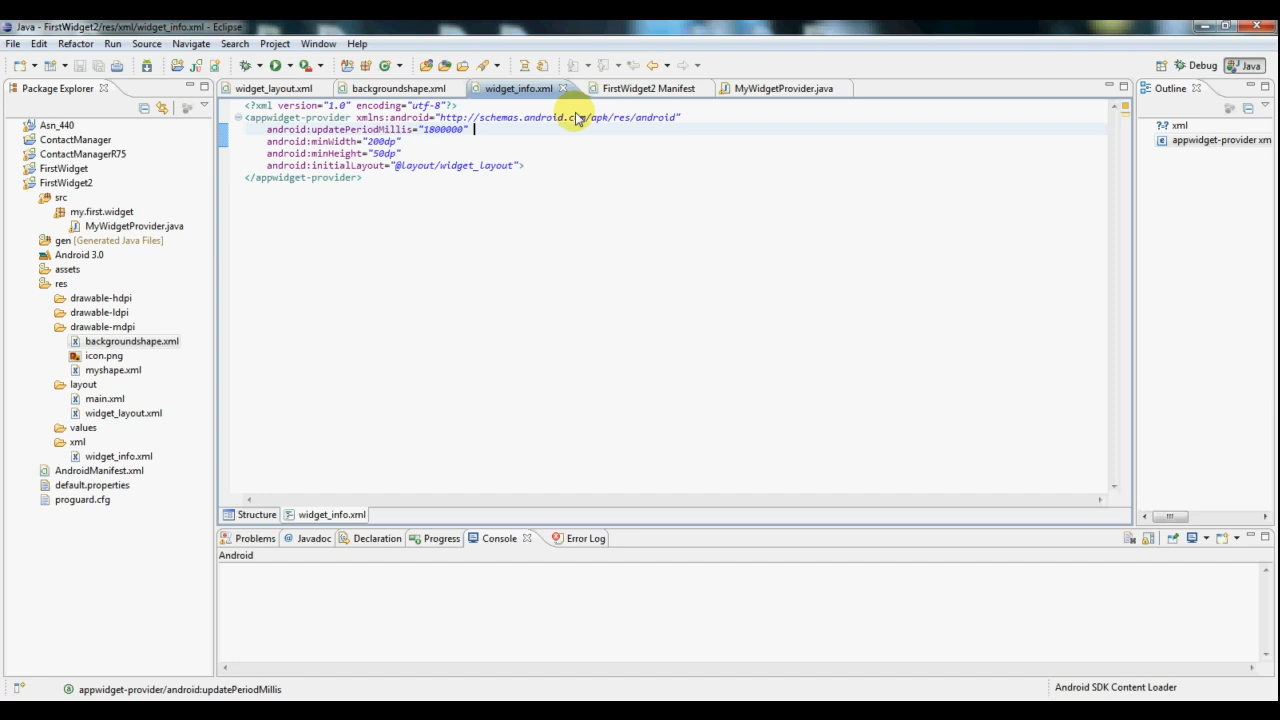 Java - FirstWidget2/res/xml/widget_info.xml - Eclipse
File Edit Refactor Run Source Navigate Search Project Window Help
Debug Java
Package Explorer
widget_layout.xml backgroundshape.xml widget_info.xml FirstWidget2 Manifest MyWidgetProvider.java
Outline
Asn_440
ContactManager
ContactManagerR75
FirstWidget
FirstWidget2
src
my.first.widget
MyWidgetProvider.java
gen [Generated Java Files]
Android 3.0
assets
res
drawable-hdpi
drawable-ldpi
drawable-mdpi
backgroundshape.xml
icon.png
myshape.xml
layout
main.xml
widget_layout.xml
values
xml
widget_info.xml
AndroidManifest.xml
default.properties
proguard.cfg
<?xml version="1.0" encoding="utf-8"?>
<appwidget-provider xmlns:android="http://schemas.android.com/apk/res/android"
android:updatePeriodMillis="1800000"
android:minWidth="200dp"
android:minHeight="50dp"
android:initialLayout="@layout/widget_layout">
</appwidget-provider>
?-? xml
e appwidget-provider xm
Structure widget_info.xml
Problems @ Javadoc Declaration Progress Console Error Log
Android
appwidget-provider/android:updatePeriodMillis
Android SDK Content Loader